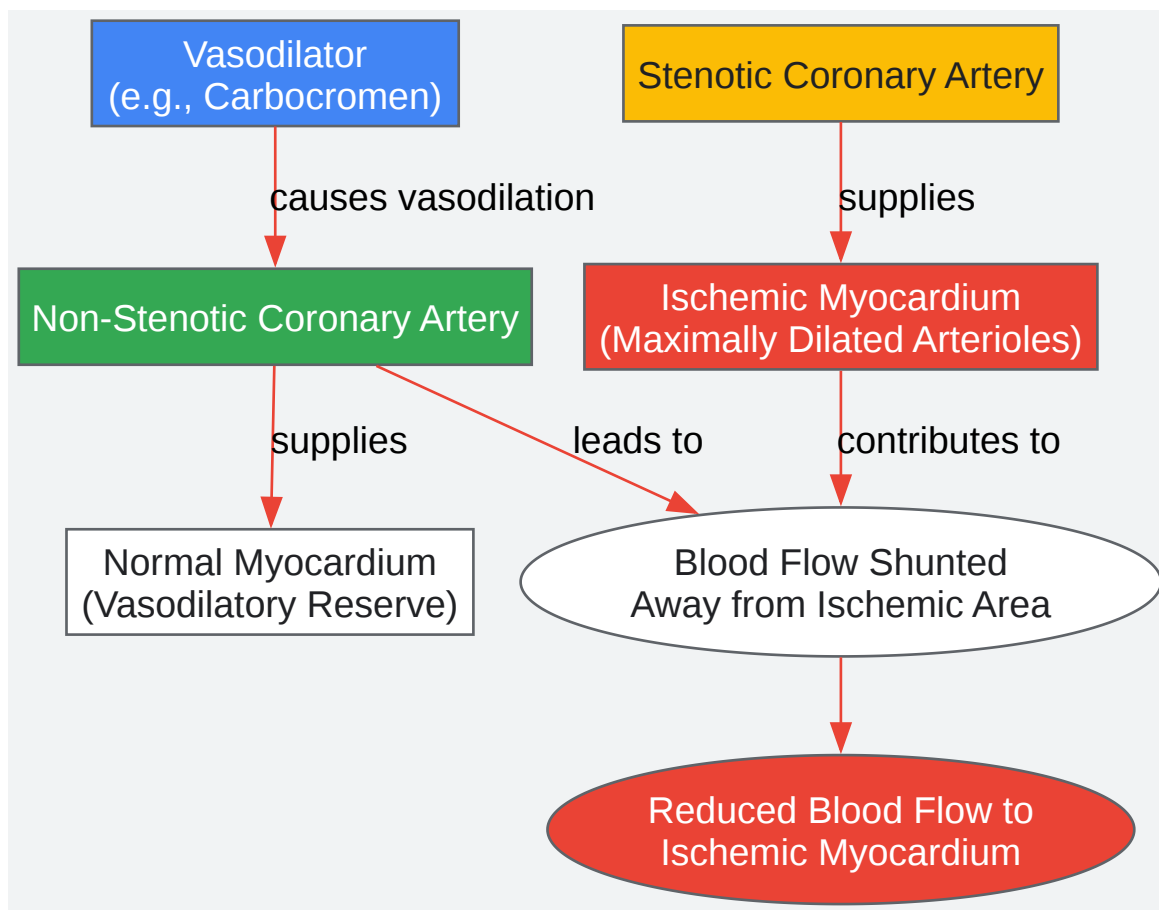 Vasodilator
(e.g., Carbocromen)
Stenotic Coronary Artery
causes vasodilation
supplies
Non-Stenotic Coronary Artery
Ischemic Myocardium
(Maximally Dilated Arterioles)
supplies
leads to
contributes to
Normal Myocardium
(Vasodilatory Reserve)
Blood Flow Shunted
Away from Ischemic Area
Reduced Blood Flow to
Ischemic Myocardium